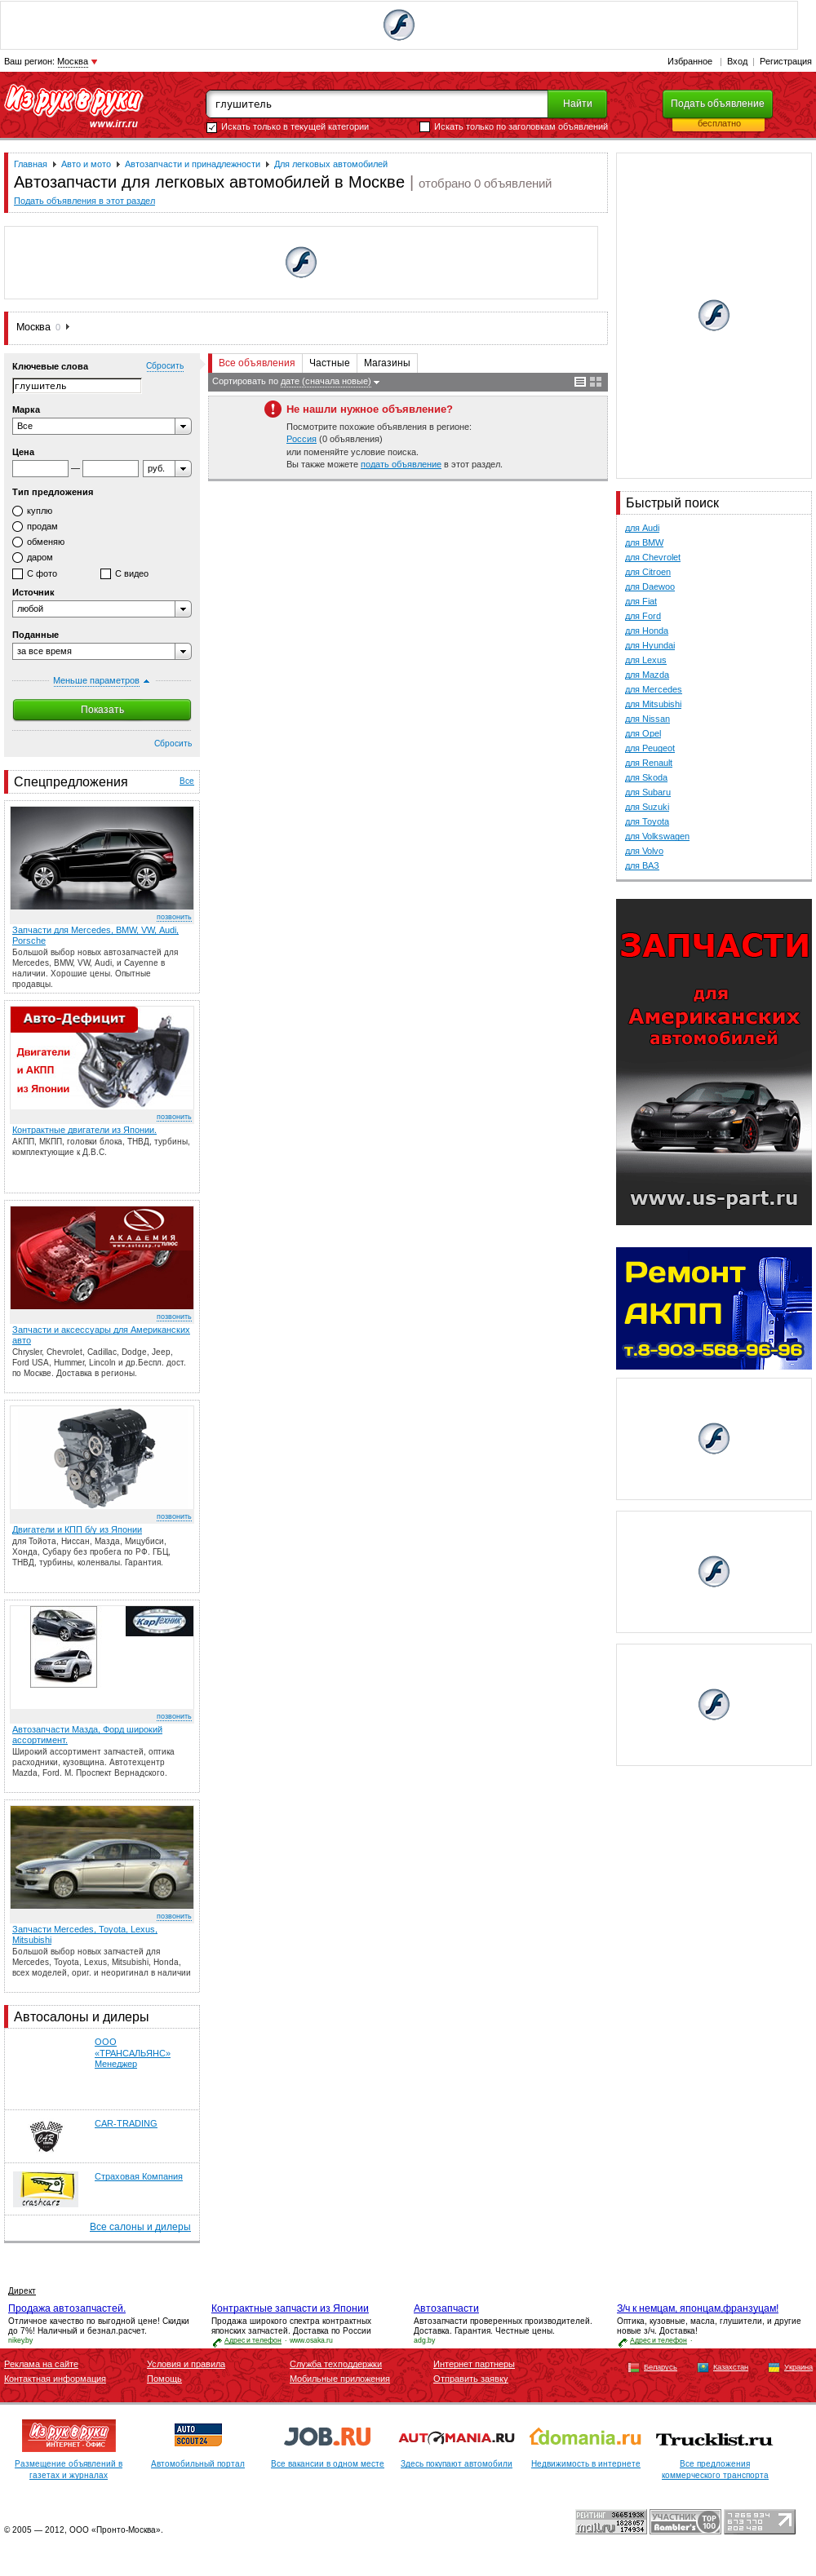 Ваш регион: Москва
Избранное | Вход | Регистрация
Из рук в руки
www.irr.ru
глушитель
Найти
Подать объявление
бесплатно
Искать только в текущей категории
Искать только по заголовкам объявлений
Главная Авто и мото Автозапчасти и принадлежности Для легковых автомобилей
Автозапчасти для легковых автомобилей в Москве | отобрано 0 объявлений
Подать объявления в этот раздел
Москва 0
Ключевые слова
Сбросить
глушитель
Марка
Все
Цена
— руб.
Тип предложения
куплю
продам
обменяю
даром
С фото
С видео
Источник
любой
Поданные
за все время
Меньше параметров
Показать
Сбросить
Все объявления
Частные
Магазины
Сортировать по дате (сначала новые)
Не нашли нужное объявление?
Посмотрите похожие объявления в регионе:
Россия (0 объявления)
или поменяйте условие поиска.
Вы также можете подать объявление в этот раздел.
Быстрый поиск
для Audi
для BMW
для Chevrolet
для Citroen
для Daewoo
для Fiat
для Ford
для Honda
для Hyundai
для Lexus
для Mazda
для Mercedes
для Mitsubishi
для Nissan
для Opel
для Peugeot
для Renault
для Skoda
для Subaru
для Suzuki
для Toyota
для Volkswagen
для Volvo
для ВАЗ
ЗАПЧАСТИ
для
Американских
автомобилей
www.us-part.ru
Ремонт
АКПП
т.8-903-568-96-96
Спецпредложения
Все
позвонить
Запчасти для Mercedes, BMW, VW, Audi,
Porsche
Большой выбор новых автозапчастей для
Mercedes, BMW, VW, Audi, и Cayenne в
наличии. Хорошие цены. Опытные
продавцы.
Авто-Дефицит
Двигатели
и АКПП
из Японии
позвонить
Контрактные двигатели из Японии.
АКПП, МКПП, головки блока, ТНВД, турбины,
комплектующие к Д.В.С.
АКАДЕМИЯ
плюс
позвонить
Запчасти и аксессуары для Американских
авто
Chrysler, Chevrolet, Cadillac, Dodge, Jeep,
Ford USA, Hummer, Lincoln и др.Беспл. дост.
по Москве. Доставка в регионы.
позвонить
Двигатели и КПП б/у из Японии
для Тойота, Ниссан, Мазда, Мицубиси,
Хонда, Субару без пробега по РФ. ГБЦ,
ТНВД, турбины, коленвалы. Гарантия.
КарТехник
позвонить
Автозапчасти Мазда, Форд широкий
ассортимент.
Широкий ассортимент запчастей, оптика
расходники, кузовщина. Автотехцентр
Mazda, Ford. М. Проспект Вернадского.
позвонить
Запчасти Mercedes, Toyota, Lexus,
Mitsubishi
Большой выбор новых запчастей для
Mercedes, Toyota, Lexus, Mitsubishi, Honda,
всех моделей, ориг. и неоригинал в наличии
Автосалоны и дилеры
ООО
«ТРАНСАЛЬЯНС»
Менеджер
CAR-TRADING
crashcarz
Страховая Компания
Все салоны и дилеры
Директ
Продажа автозапчастей.
Отличное качество по выгодной цене! Скидки
до 7%! Наличный и безнал.расчет.
nikey.by
Контрактные запчасти из Японии
Продажа широкого спектра контрактных
японских запчастей. Доставка по России
Адрес и телефон · www.osaka.ru
Автозапчасти
Автозапчасти проверенных производителей.
Доставка. Гарантия. Честные цены.
adg.by
З/ч к немцам, японцам,французам!
Оптика, кузовные, масла, глушители, и другие
новые з/ч. Доставка!
Адрес и телефон ·
Реклама на сайте
Контактная информация
Условия и правила
Помощь
Служба техподдержки
Мобильные приложения
Интернет партнеры
Отправить заявку
Беларусь
Казахстан
Украина
Из рук в руки
ИНТЕРНЕТ - ОФИС
Размещение объявлений в
газетах и журналах
AUTO
SCOUT24
Автомобильный портал
JOB.RU
Все вакансии в одном месте
AUTOMANIA.RU
Здесь покупают автомобили
domania.ru
Недвижимость в интернете
Trucklist.ru
Все предложения
коммерческого транспорта
© 2005 — 2012, ООО «Пронто-Москва».
РЕЙТИНГ
mail.ru
УЧАСТНИК
Rambler's
TOP
100